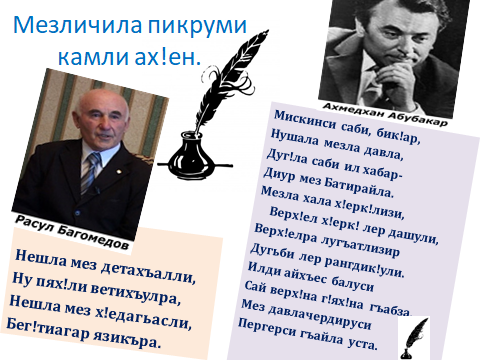 Мезличила пикруми
камли ах!ен.
Расул Багомедов
Нешла мез детахъалли,
Ну пях!ли ветихъулра,
Нешла мез х!едагьасли,
Бег!тиагар язикъра.
Ахмедхан Абубакар
Мискинси саби, бик!ар,
Нушала мезла давла,
Дуг!ла саби ил хабар-
Диур мез Батирайла.
Мезла хала х!ерк!лизи,
Верх!ел х!ерк! лер дашули,
Верх!елра лугъатлизир
Дугьби лер рангдик!ули.
Илди айхъес балуси
Сай верх!на г!ях!на гъабза,
Мез давлачердируси
Пергерси гъайла уста.